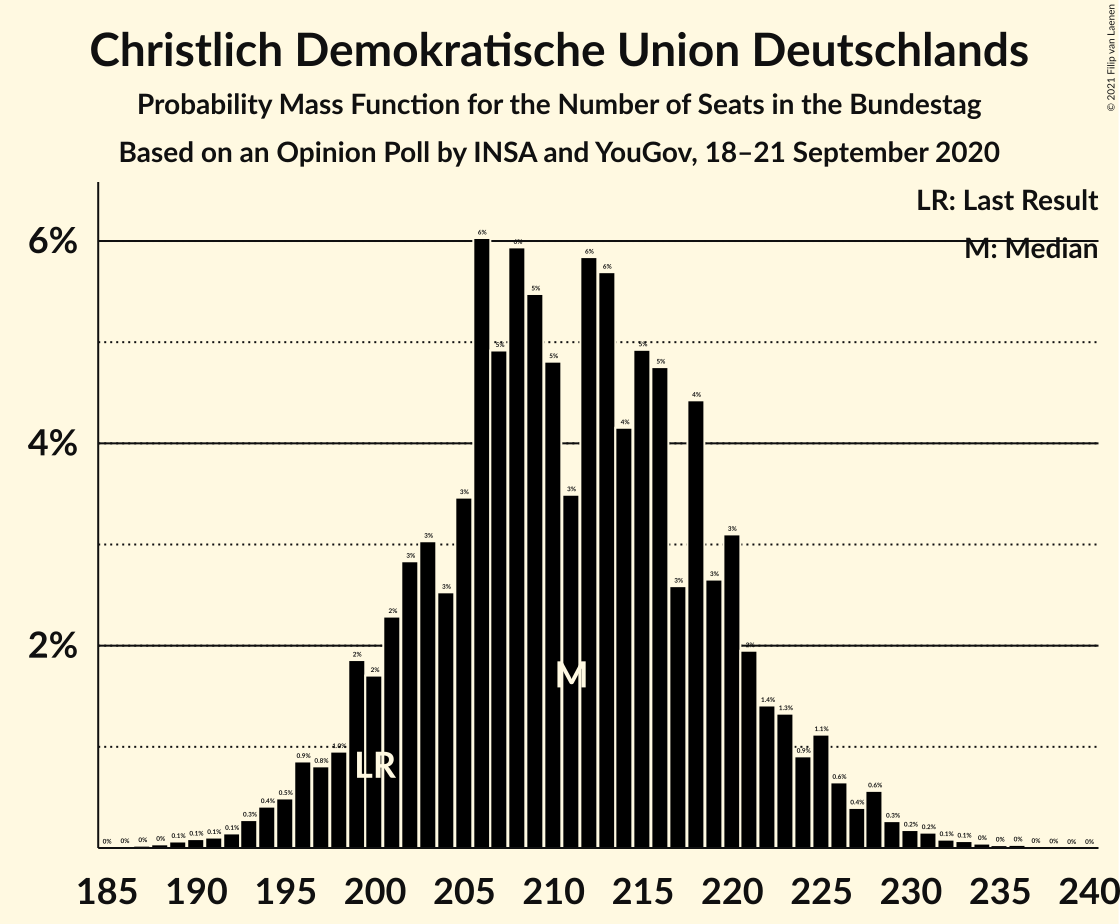 Christlich Demokratische Union Deutschlands
Probability Mass Function for the Number of Seats in the Bundestag
Based on an Opinion Poll by INSA and YouGov, 18–21 September 2020
© 2021 Filip van Laenen
LR: Last Result
M: Median
6%
4%
2%
0% 0% 0% 0% 0.1% 0.1% 0.1% 0.1% 0.3% 0.4% 0.5% 0.9% 0.8% 1.0% 2% 2% 2% 3% 3% 3% 3% 6% 5% 6% 5% 5% 3% 6% 6% 4% 5% 5% 3% 4% 3% 3% 2% 1.4% 1.3% 0.9% 1.1% 0.6% 0.4% 0.6% 0.3% 0.2% 0.2% 0.1% 0.1% 0% 0% 0% 0% 0% 0% 0%
M
LR
185 190 195 200 205 210 215 220 225 230 235 240